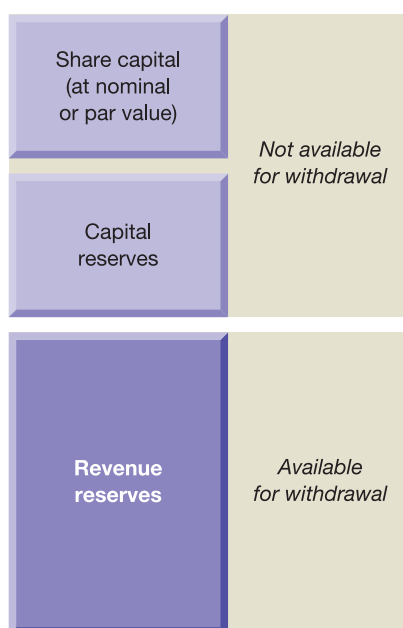 Share capital
(at nominal
or par value)
Not available
for withdrawal
Capital
reserves
Revenue
reserves
Available
for withdrawal